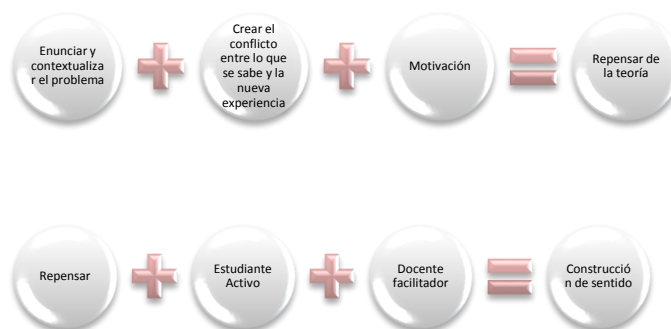 Enunciar y
contextualiza
r el problema
Crear el
conflicto
entre lo que
se sabe y la
nueva
experiencia
Motivación
Repensar de
la teoría
Repensar
Estudiante
Activo
Docente
facilitador
Construcció
n de sentido